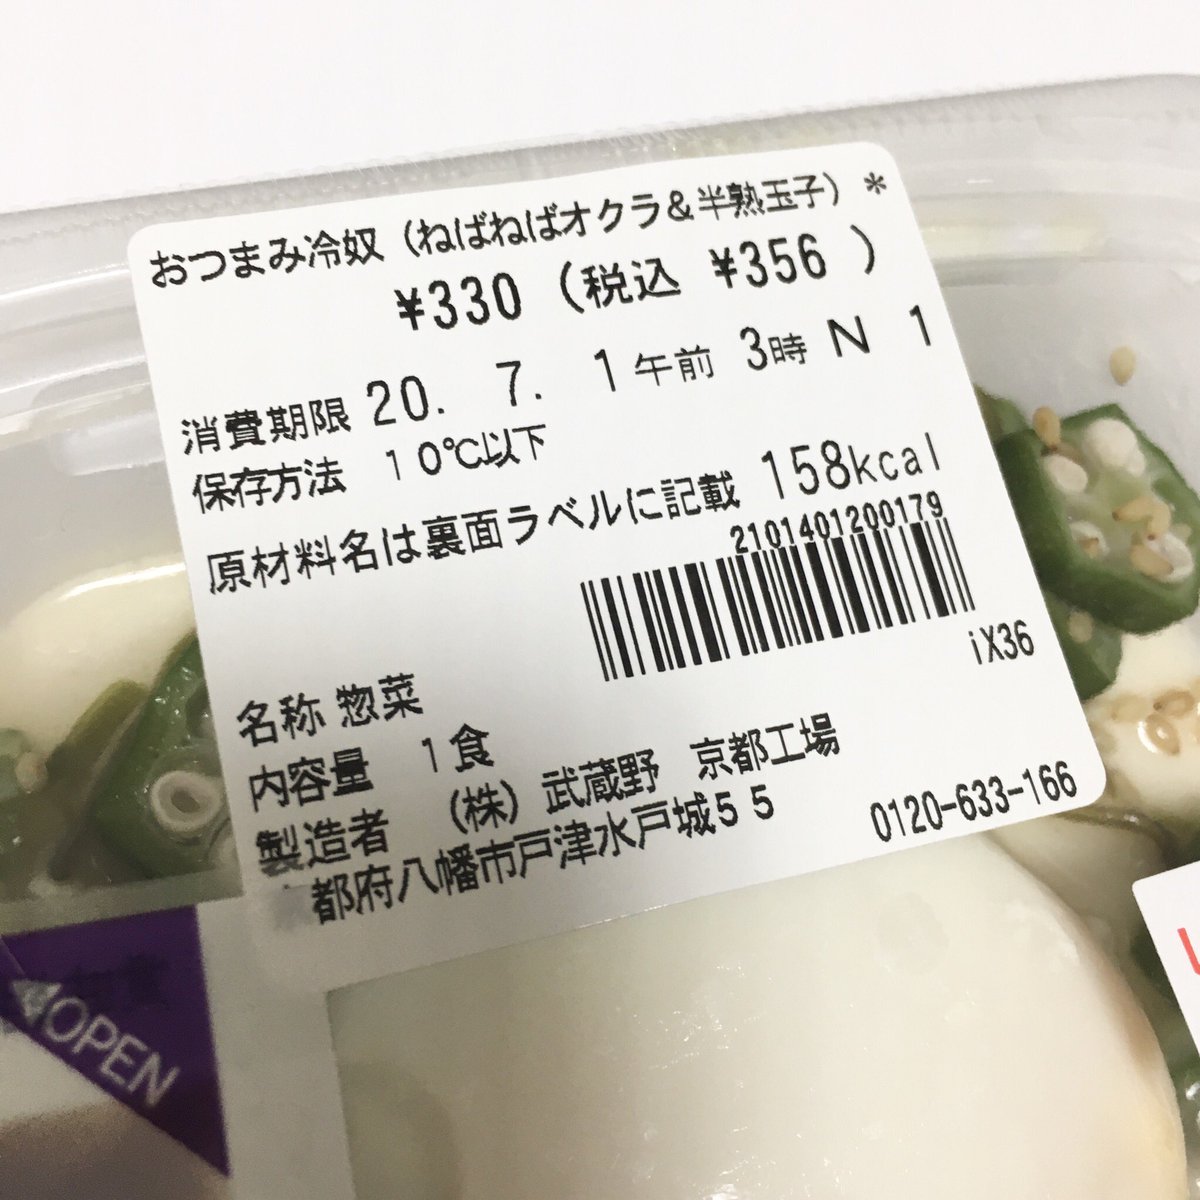 おつまみ冷奴（ねばねばオクラ＆半熟玉子）＊
¥330（税込 ¥356 ）
消費期限 20. 7. 1午前 3時 N 1
保存方法 10℃以下
原材料名は裏面ラベルに記載 158kcal
2101401200179
iX36
名称 惣菜
内容量 1食
製造者 （株）武蔵野 京都工場
都府八幡市戸津水戸城55
0120-633-166
OPEN